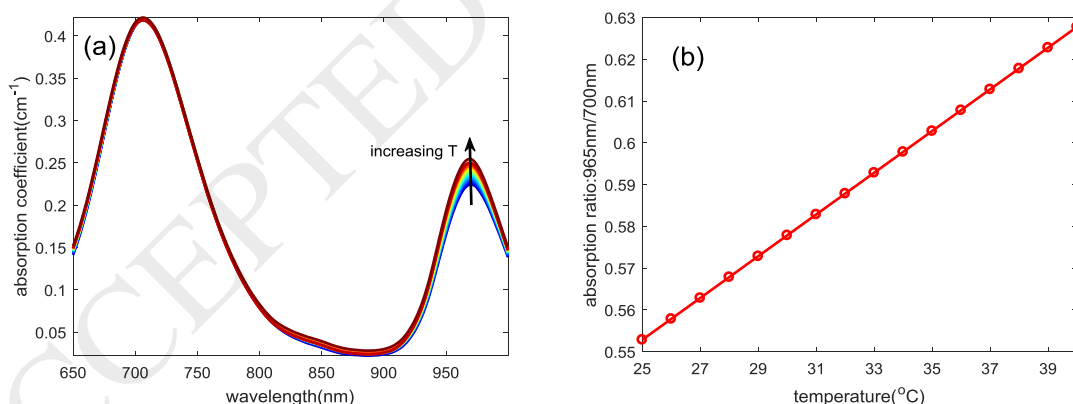 (a)
increasing T
absorption coefficient(cm-1)
0.4
0.35
0.3
0.25
0.2
0.15
0.1
0.05
650 700 750 800 850 900 950
wavelength(nm)
(b)
absorption ratio:965nm/700nm
0.63
0.62
0.61
0.6
0.59
0.58
0.57
0.56
0.55
25 27 29 31 33 35 37 39
temperature(oC)
CCEPTED